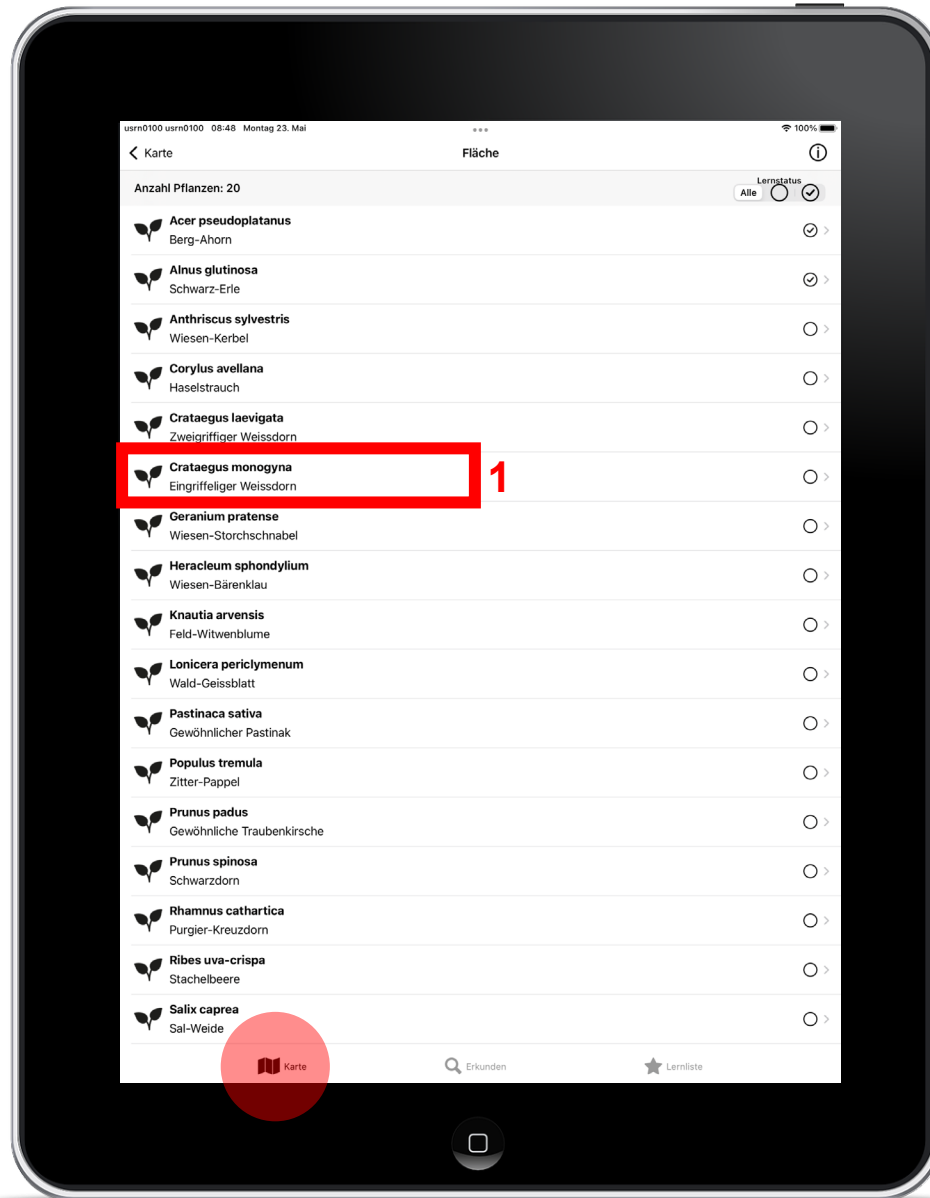 usrn0100 usrn0100 08:48 Montag 23. Mai 100%
Karte Fläche
Anzahl Pflanzen: 20
Lernstatus
Alle
Acer pseudoplatanus
Berg-Ahorn
Alnus glutinosa
Schwarz-Erle
Anthriscus sylvestris
Wiesen-Kerbel
Corylus avellana
Haselstrauch
Crataegus laevigata
Zweigriffiger Weissdorn
Crataegus monogyna
Eingriffeliger Weissdorn
1
Geranium pratense
Wiesen-Storchschnabel
Heracleum sphondylium
Wiesen-Bärenklau
Knautia arvensis
Feld-Witwenblume
Lonicera periclymenum
Wald-Geissblatt
Pastinaca sativa
Gewöhnlicher Pastinak
Populus tremula
Zitter-Pappel
Prunus padus
Gewöhnliche Traubenkirsche
Prunus spinosa
Schwarzdorn
Rhamnus cathartica
Purgier-Kreuzdorn
Ribes uva-crispa
Stachelbeere
Salix caprea
Sal-Weide
Karte Erkunden Lernliste